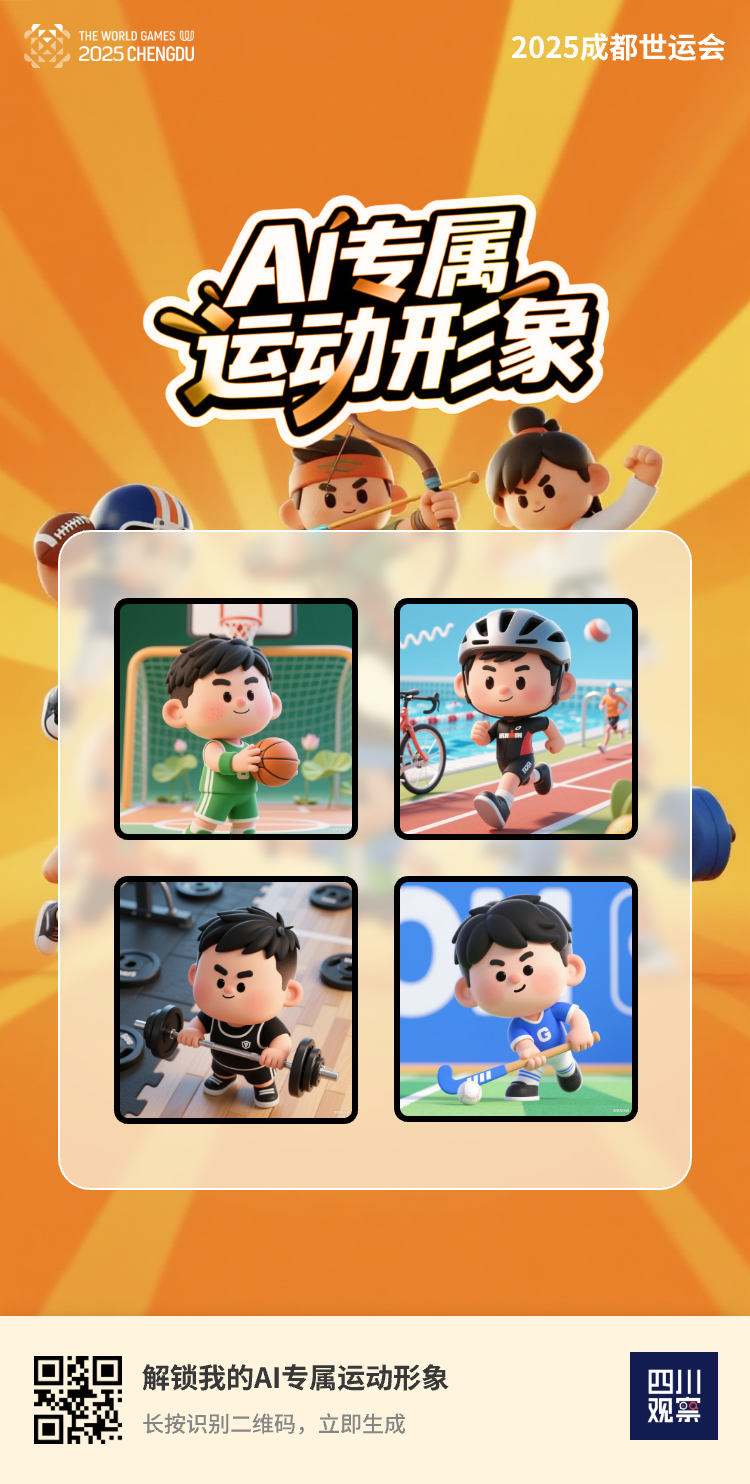 THE WORLD GAMES
2025 CHENGDU
2025成都世运会
Ai专属
运动形象
G
解锁我的AI专属运动形象
长按识别二维码，立即生成
四川
观察